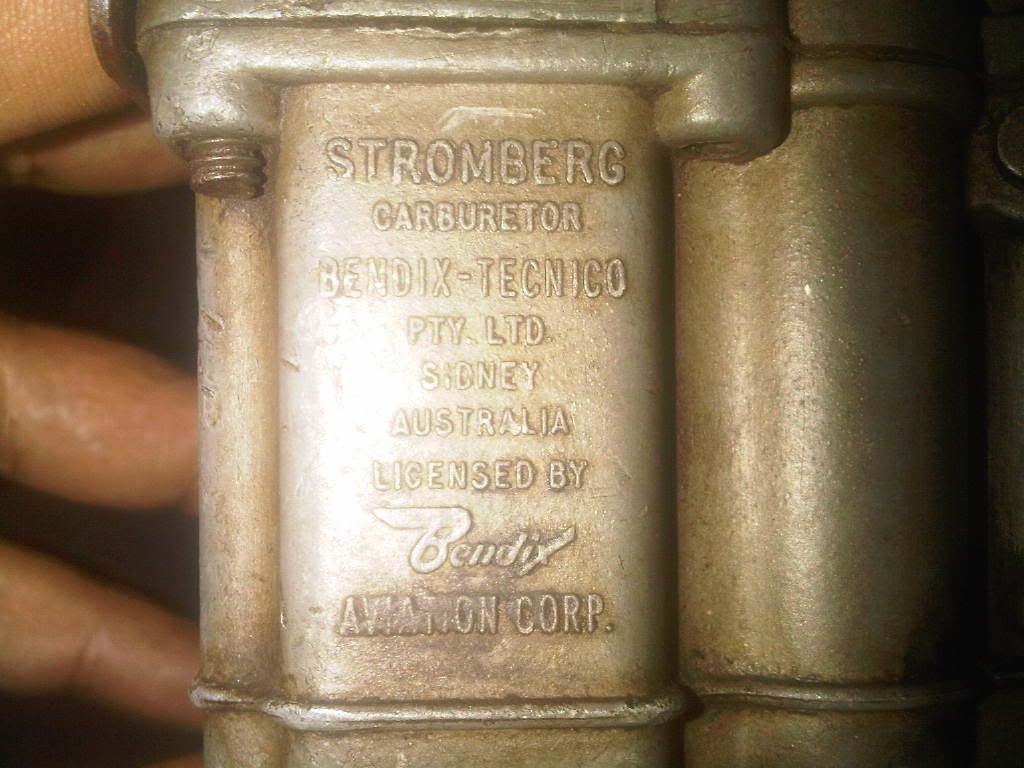 STROMBERG
CARBURETOR
BENDIX-TECNICO
PTY. LTD.
SIDNEY
AUSTRALIA
LICENSED BY
Bendix
AVIATION CORP.